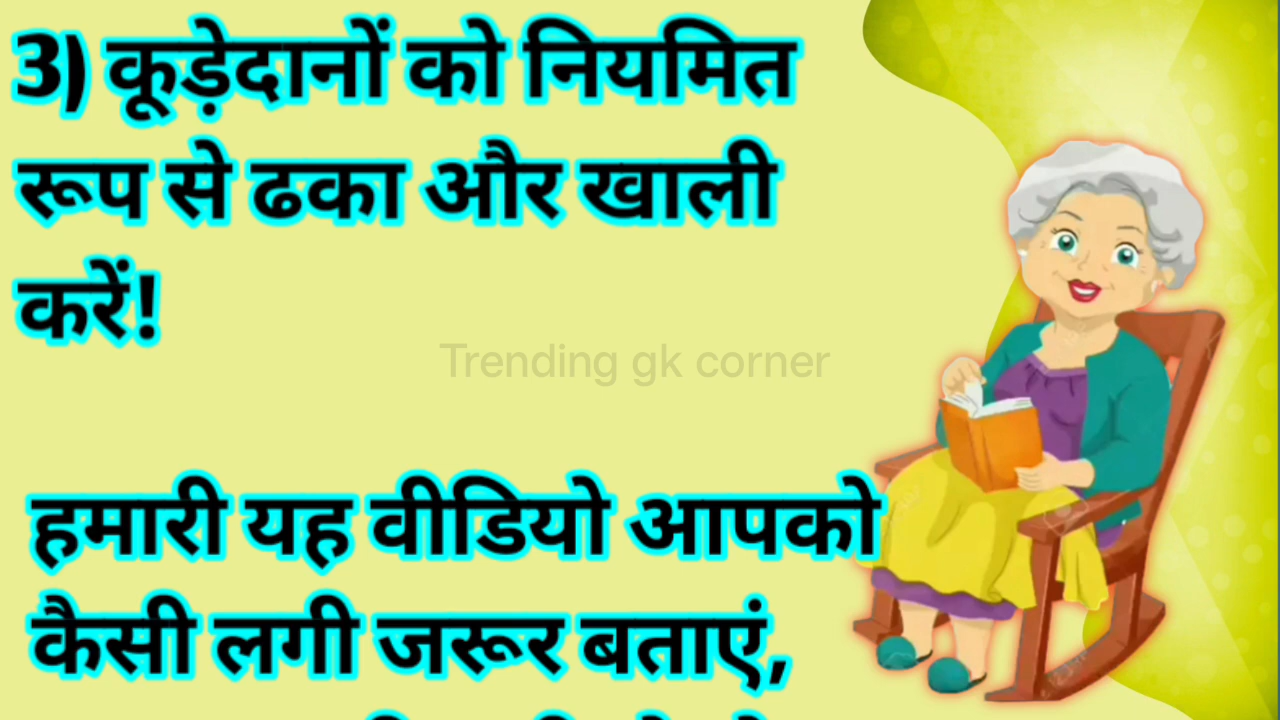 3) कूड़ेदानों को नियमित
रूप से ढका और खाली
करें!
Trending gk corner
हमारी यह वीडियो आपको
कैसी लगी जरूर बताएं,